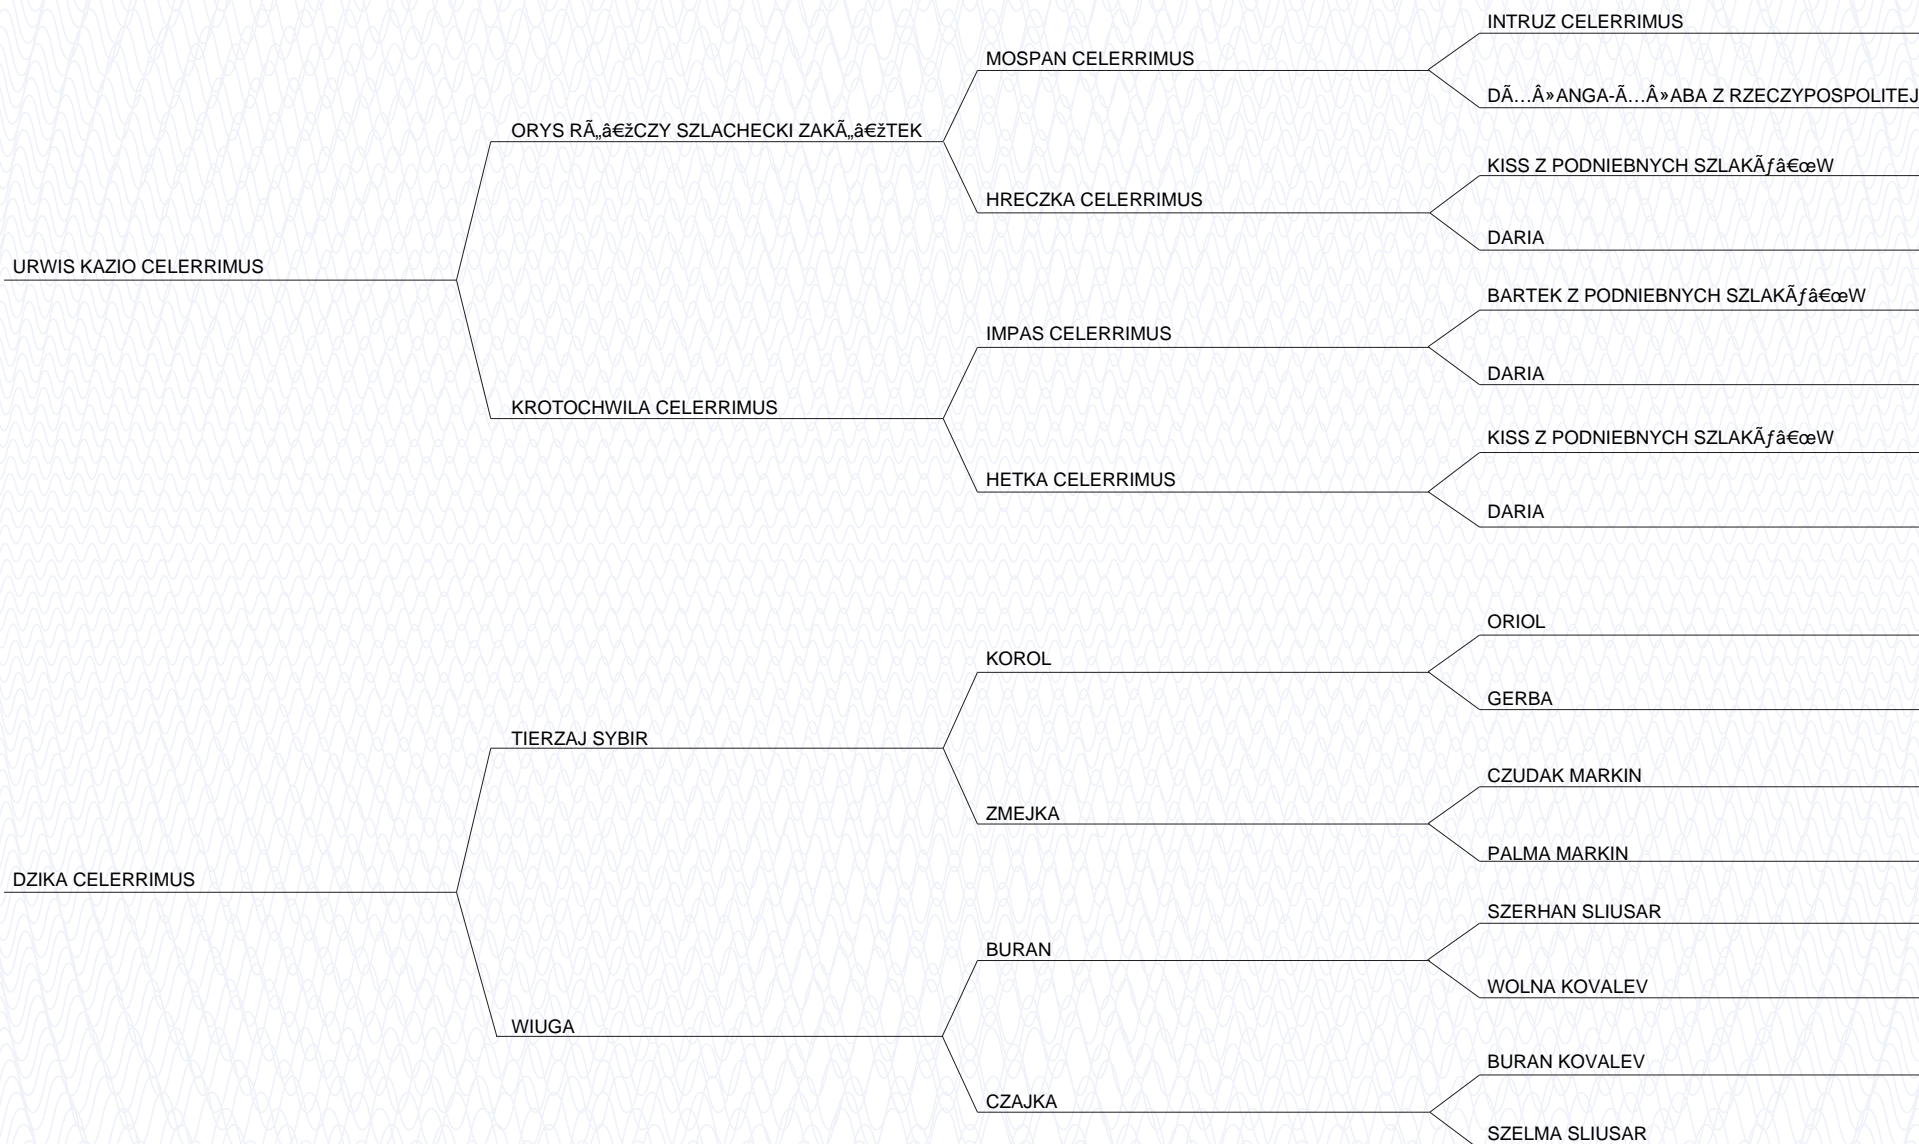 INTRUZ CELERRIMUS
MOSPAN CELERRIMUS
DÃ…Â»ANGA-Ã…Â»ABA Z RZECZYPOSPOLITEJ
ORYS RÃ„â€žCZY SZLACHECKI ZAKÃ„â€žTEK
KISS Z PODNIEBNYCH SZLAKÃƒâ€œW
HRECZKA CELERRIMUS
DARIA
URWIS KAZIO CELERRIMUS
BARTEK Z PODNIEBNYCH SZLAKÃƒâ€œW
IMPAS CELERRIMUS
DARIA
KROTOCHWILA CELERRIMUS
KISS Z PODNIEBNYCH SZLAKÃƒâ€œW
HETKA CELERRIMUS
DARIA
ORIOL
KOROL
GERBA
TIERZAJ SYBIR
CZUDAK MARKIN
ZMEJKA
PALMA MARKIN
DZIKA CELERRIMUS
SZERHAN SLIUSAR
BURAN
WOLNA KOVALEV
WIUGA
BURAN KOVALEV
CZAJKA
SZELMA SLIUSAR